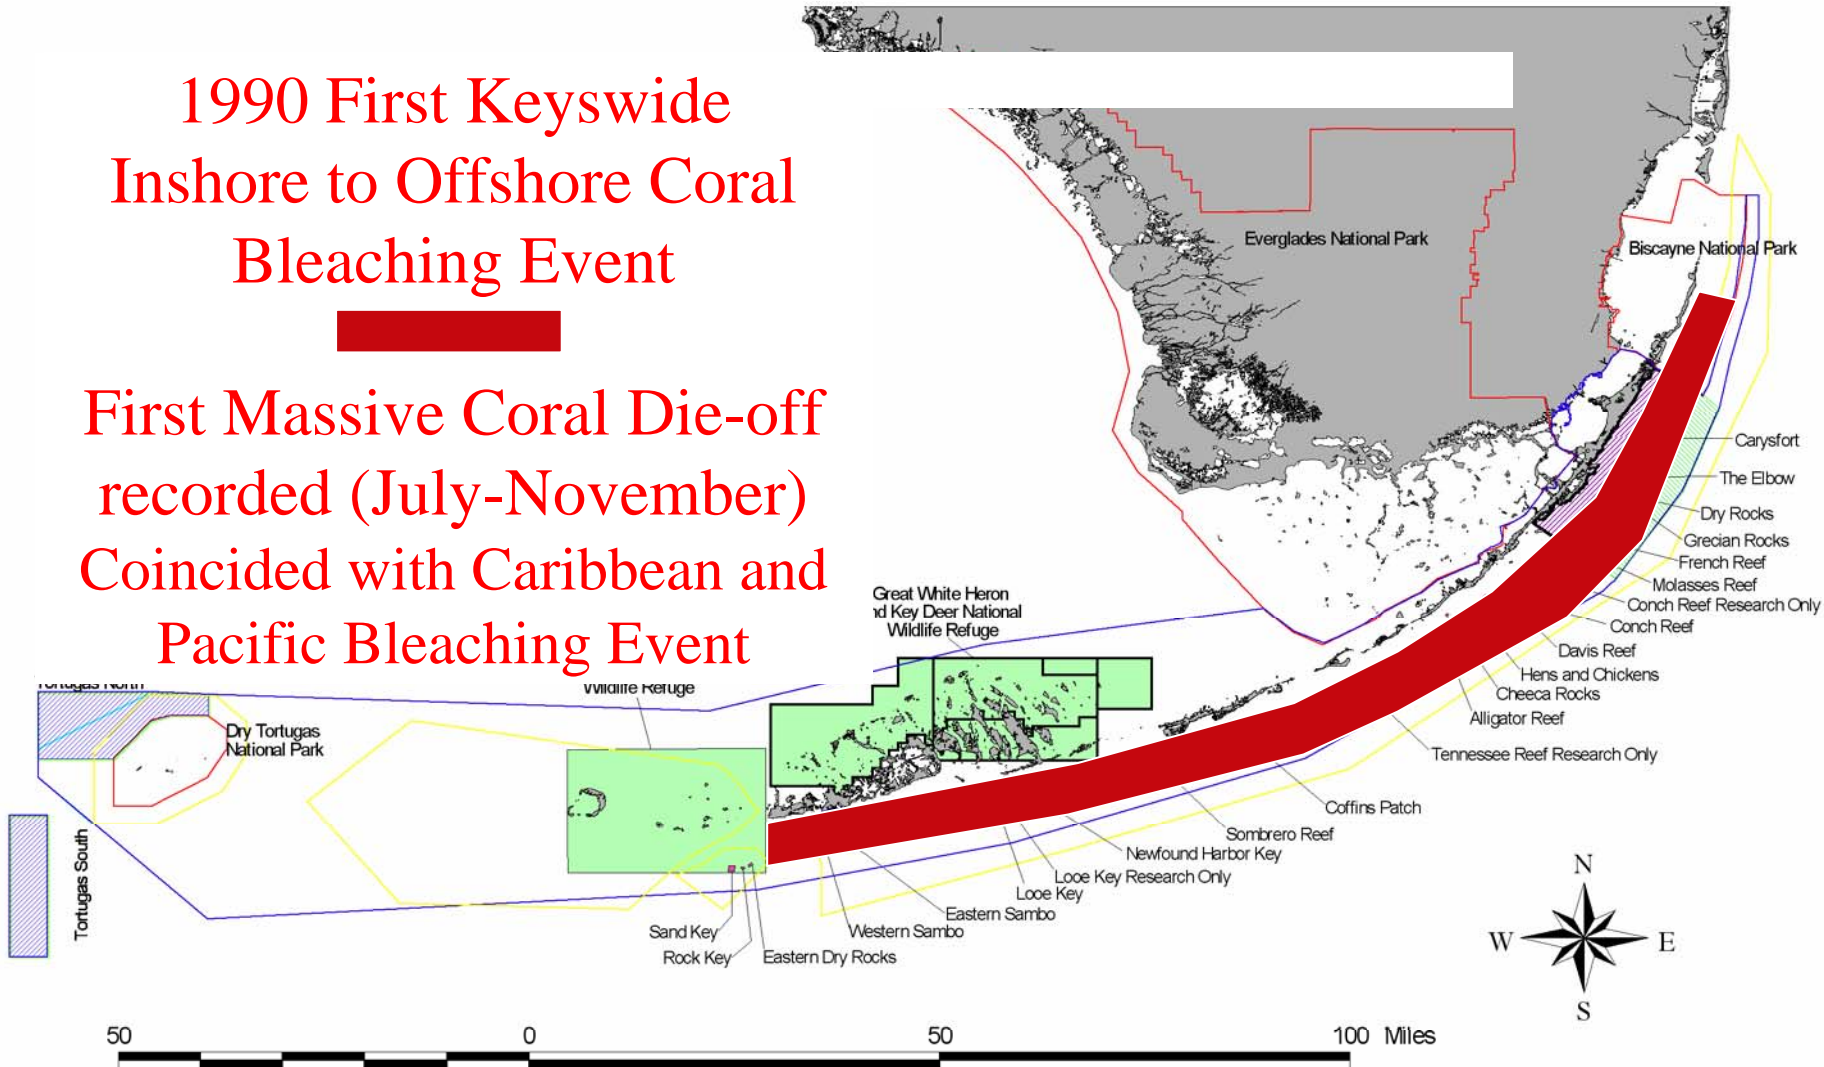 1990 First Keyswide
Inshore to Offshore Coral
Bleaching Event
First Massive Coral Die-off
recorded (July-November)
Coincided with Caribbean and
Pacific Bleaching Event
Everglades National Park
Biscayne National Park
Carysfort
The Elbow
Dry Rocks
Grecian Rocks
French Reef
Molasses Reef
Conch Reef Research Only
Conch Reef
Davis Reef
Hens and Chickens
Cheeca Rocks
Alligator Reef
Tennessee Reef Research Only
Coffins Patch
Sombrero Reef
Newfound Harbor Key
Looe Key Research Only
Looe Key
Eastern Sambo
Western Sambo
Eastern Dry Rocks
Rock Key
Sand Key
Great White Heron
nd Key Deer National
Wildlife Refuge
Wildlife Refuge
Tortugas North
Dry Tortugas
National Park
Tortugas South
N
W
E
S
50
0
50
100 Miles